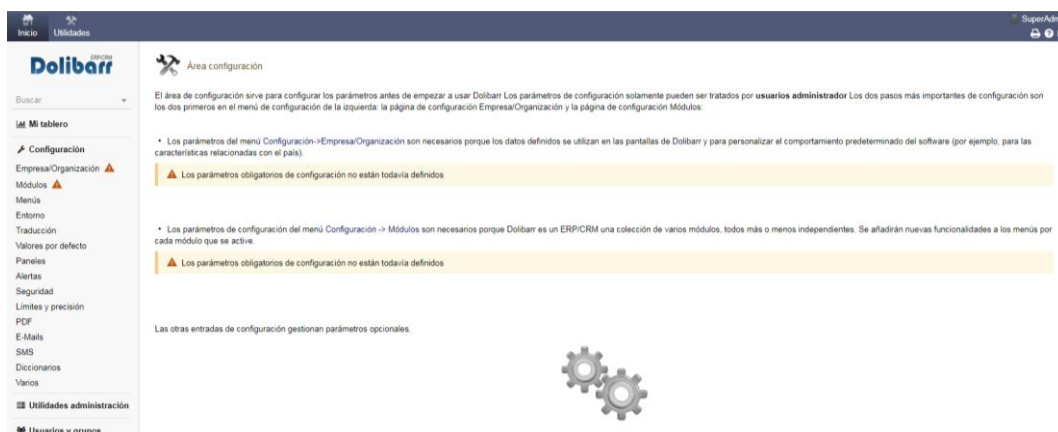 Inicio Utilidades
SuperAdm
Dolibarr
ERP/CRM
Buscar
Mi tablero
Configuración
Empresa/Organización
Módulos
Menús
Entorno
Traducción
Valores por defecto
Paneles
Alertas
Seguridad
Límites y precisión
PDF
E-Mails
SMS
Diccionarios
Varios
Utilidades administración
Usuarios y grupos
Área configuración
El área de configuración sirve para configurar los parámetros antes de empezar a usar Dolibarr Los parámetros de configuración solamente pueden ser tratados por usuarios administrador Los dos pasos más importantes de configuración son
los dos primeros en el menú de configuración de la izquierda: la página de configuración Empresa/Organización y la página de configuración Módulos:
• Los parámetros del menú Configuración->Empresa/Organización son necesarios porque los datos definidos se utilizan en las pantallas de Dolibarr y para personalizar el comportamiento predeterminado del software (por ejemplo, para las
características relacionadas con el país).
Los parámetros obligatorios de configuración no están todavía definidos
• Los parámetros de configuración del menú Configuración -> Módulos son necesarios porque Dolibarr es un ERP/CRM una colección de varios módulos, todos más o menos independientes. Se añadirán nuevas funcionalidades a los menús por
cada módulo que se active.
Los parámetros obligatorios de configuración no están todavía definidos
Las otras entradas de configuración gestionan parámetros opcionales.